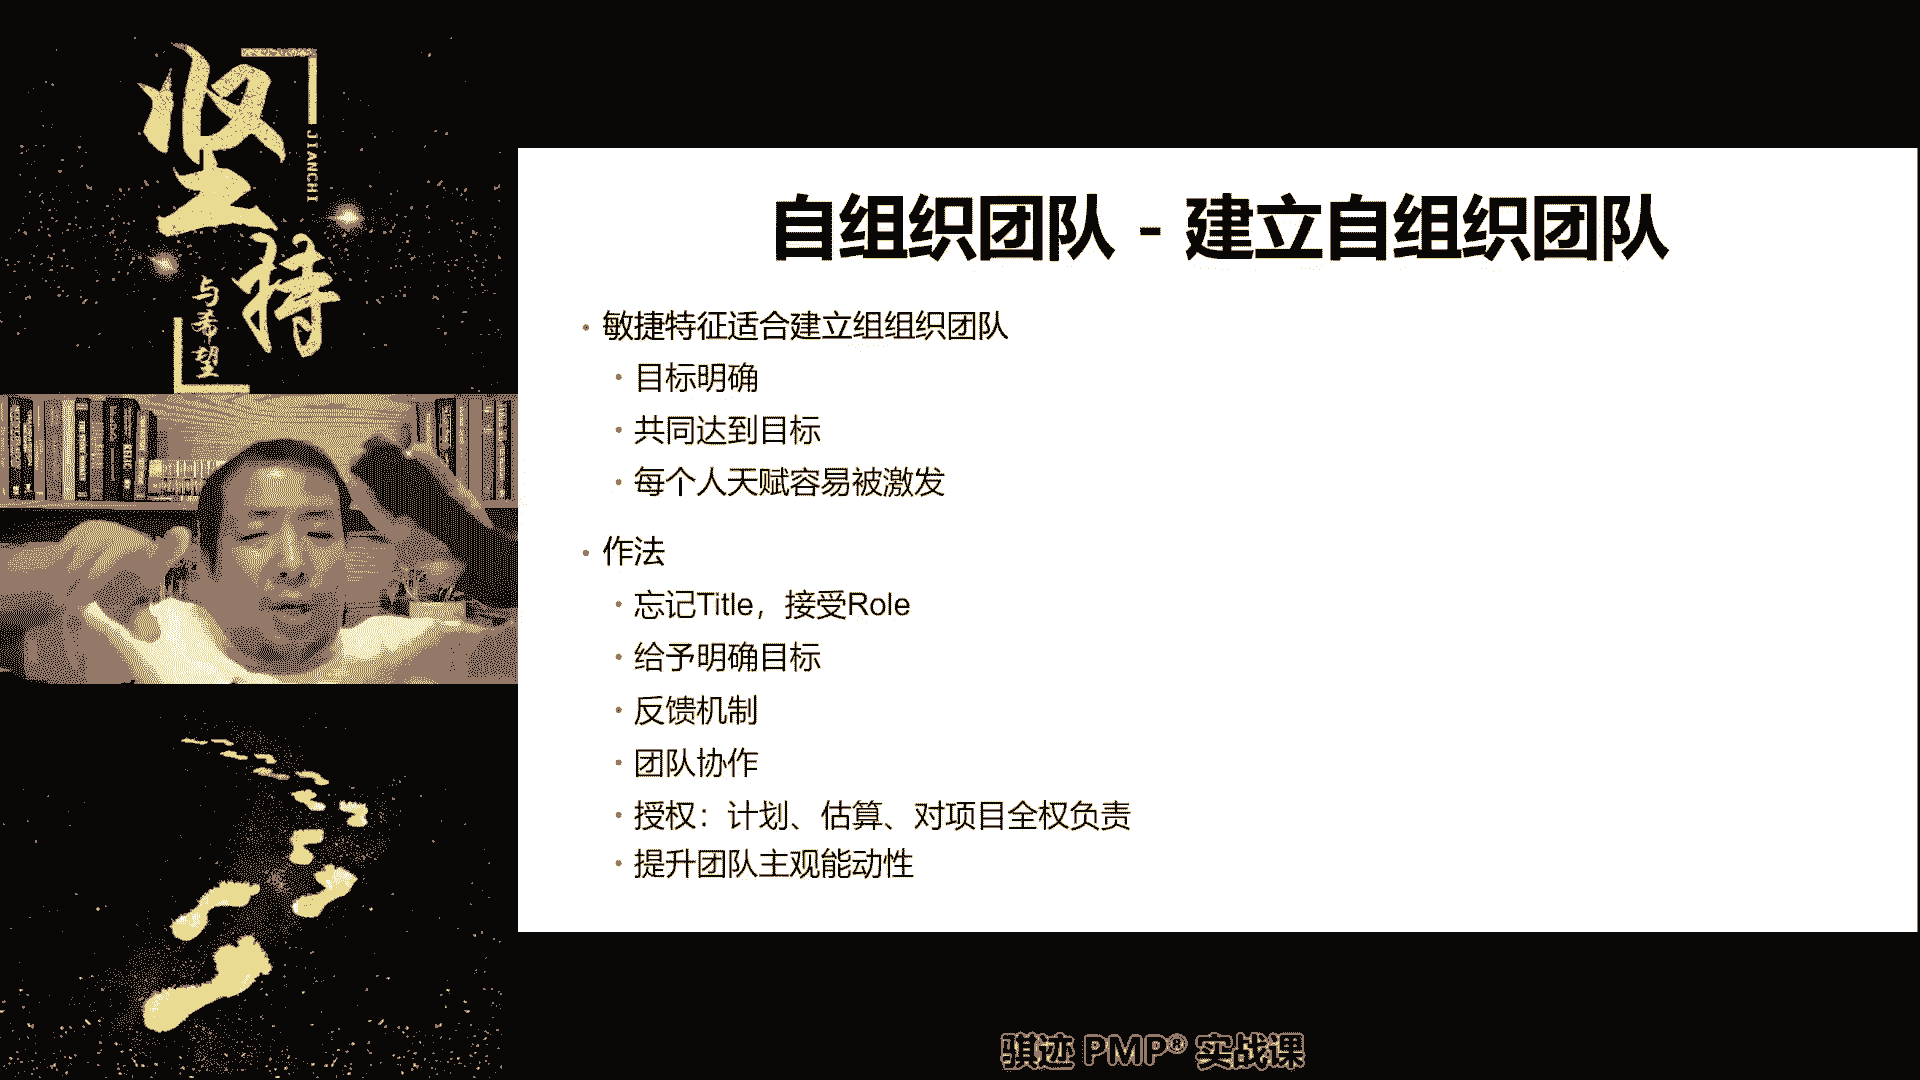 坚持
JIANCHI
与希望
自组织团队 - 建立自组织团队
• 敏捷特征适合建立组组织团队
• 目标明确
• 共同达到目标
• 每个人天赋容易被激发
• 作法
• 忘记Title，接受Role
• 给予明确目标
• 反馈机制
• 团队协作
• 授权：计划、估算、对项目全权负责
• 提升团队主观能动性
骐迹 PMP® 实战课